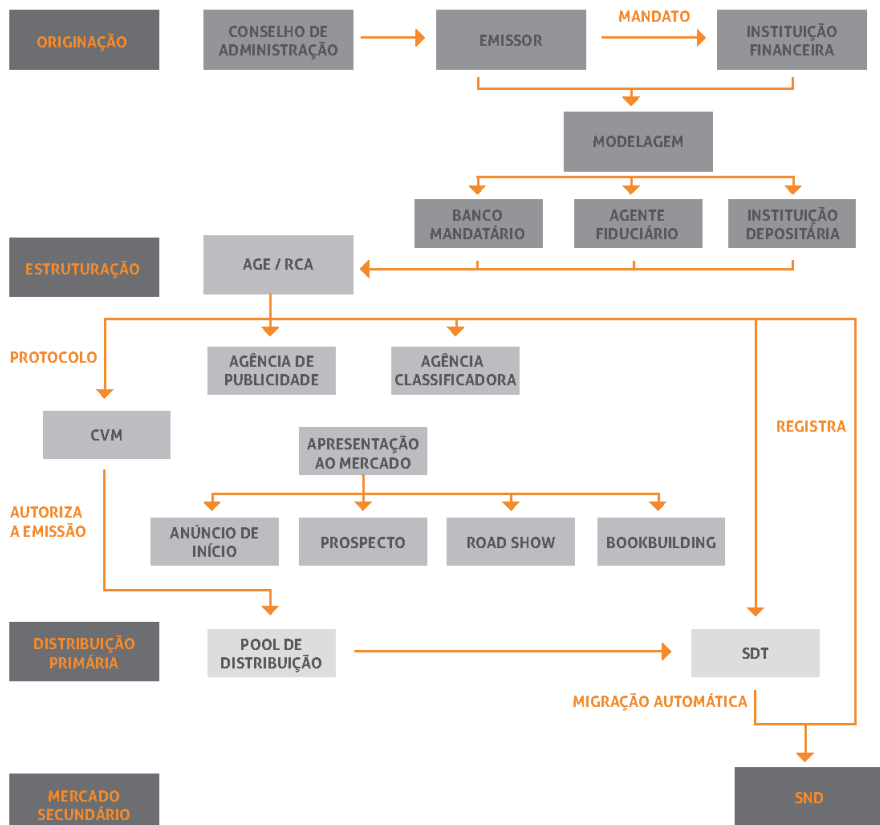 MANDATO
ORIGINAÇÃO
CONSELHO DE
ADMINISTRAÇÃO
EMISSOR
INSTITUIÇÃO
FINANCEIRA
MODELAGEM
BANCO
MANDATÁRIO
AGENTE
FIDUCIÁRIO
INSTITUIÇÃO
DEPOSITÁRIA
ESTRUTURAÇÃO
AGE / RCA
PROTOCOLO
AGÊNCIA DE
PUBLICIDADE
AGÊNCIA
CLASSIFICADORA
CVM
REGISTRA
APRESENTAÇÃO
AO MERCADO
AUTORIZA
A EMISSÃO
ANÚNCIO DE
INÍCIO
PROSPECTO
ROAD SHOW
BOOKBUILDING
DISTRIBUIÇÃO
PRIMÁRIA
POOL DE
DISTRIBUIÇÃO
SDT
MIGRAÇÃO AUTOMÁTICA
MERCADO
SECUNDÁRIO
SND